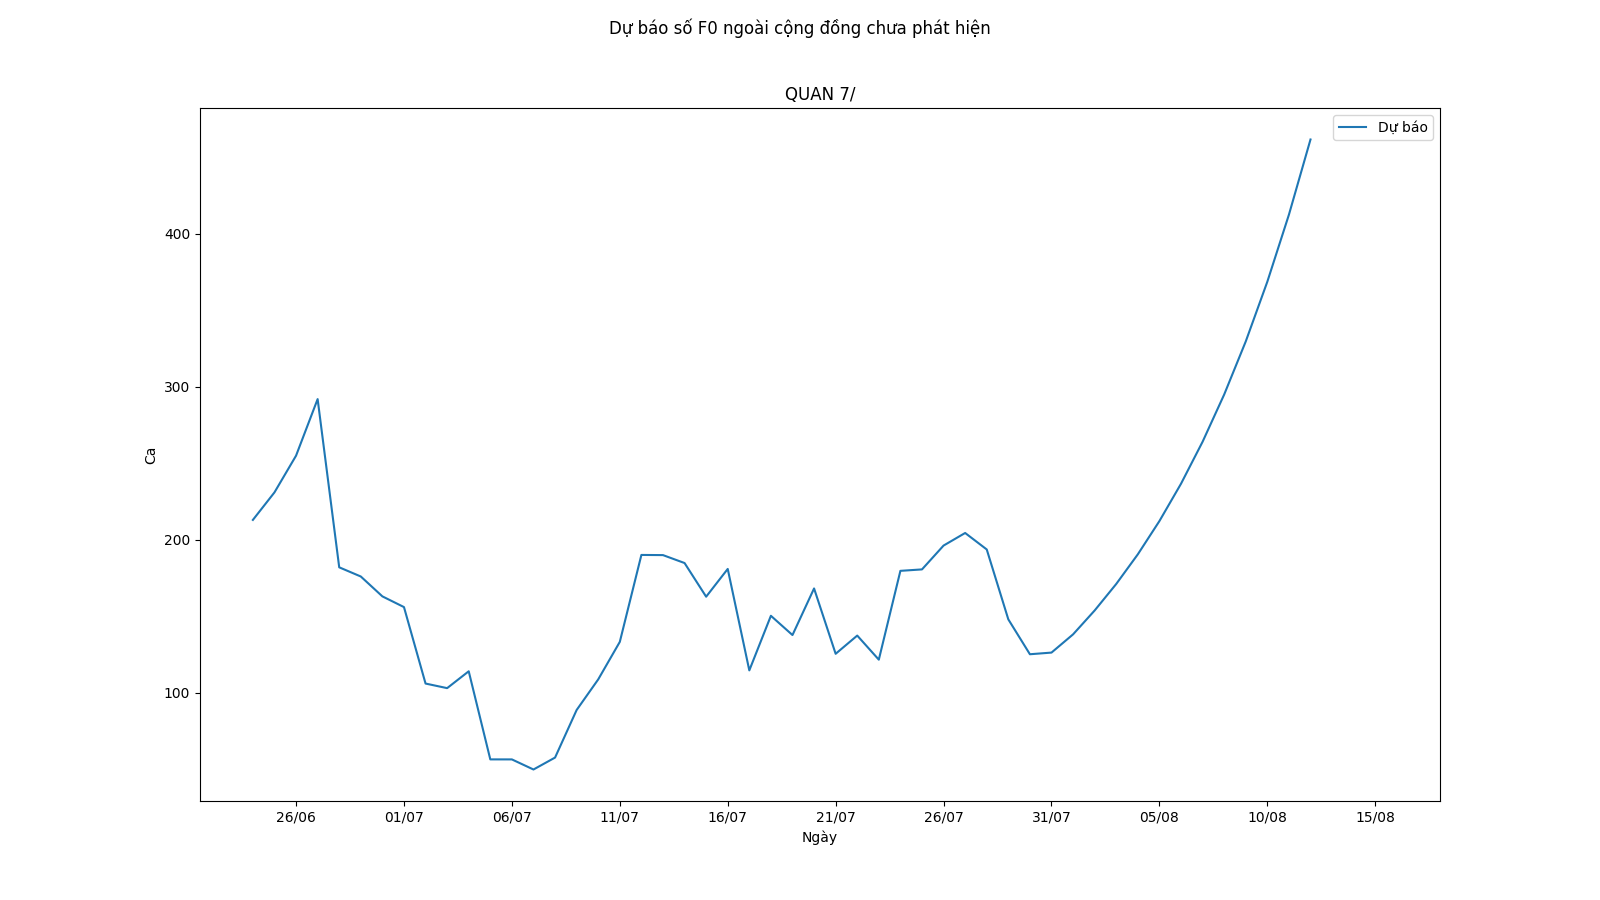 Dự báo số F0 ngoài cộng đồng chưa phát hiện
QUAN 7/
Dự báo
400
300
200
100
Ca
26/06 01/07 06/07 11/07 16/07 21/07 26/07 31/07 05/08 10/08 15/08
Ngày